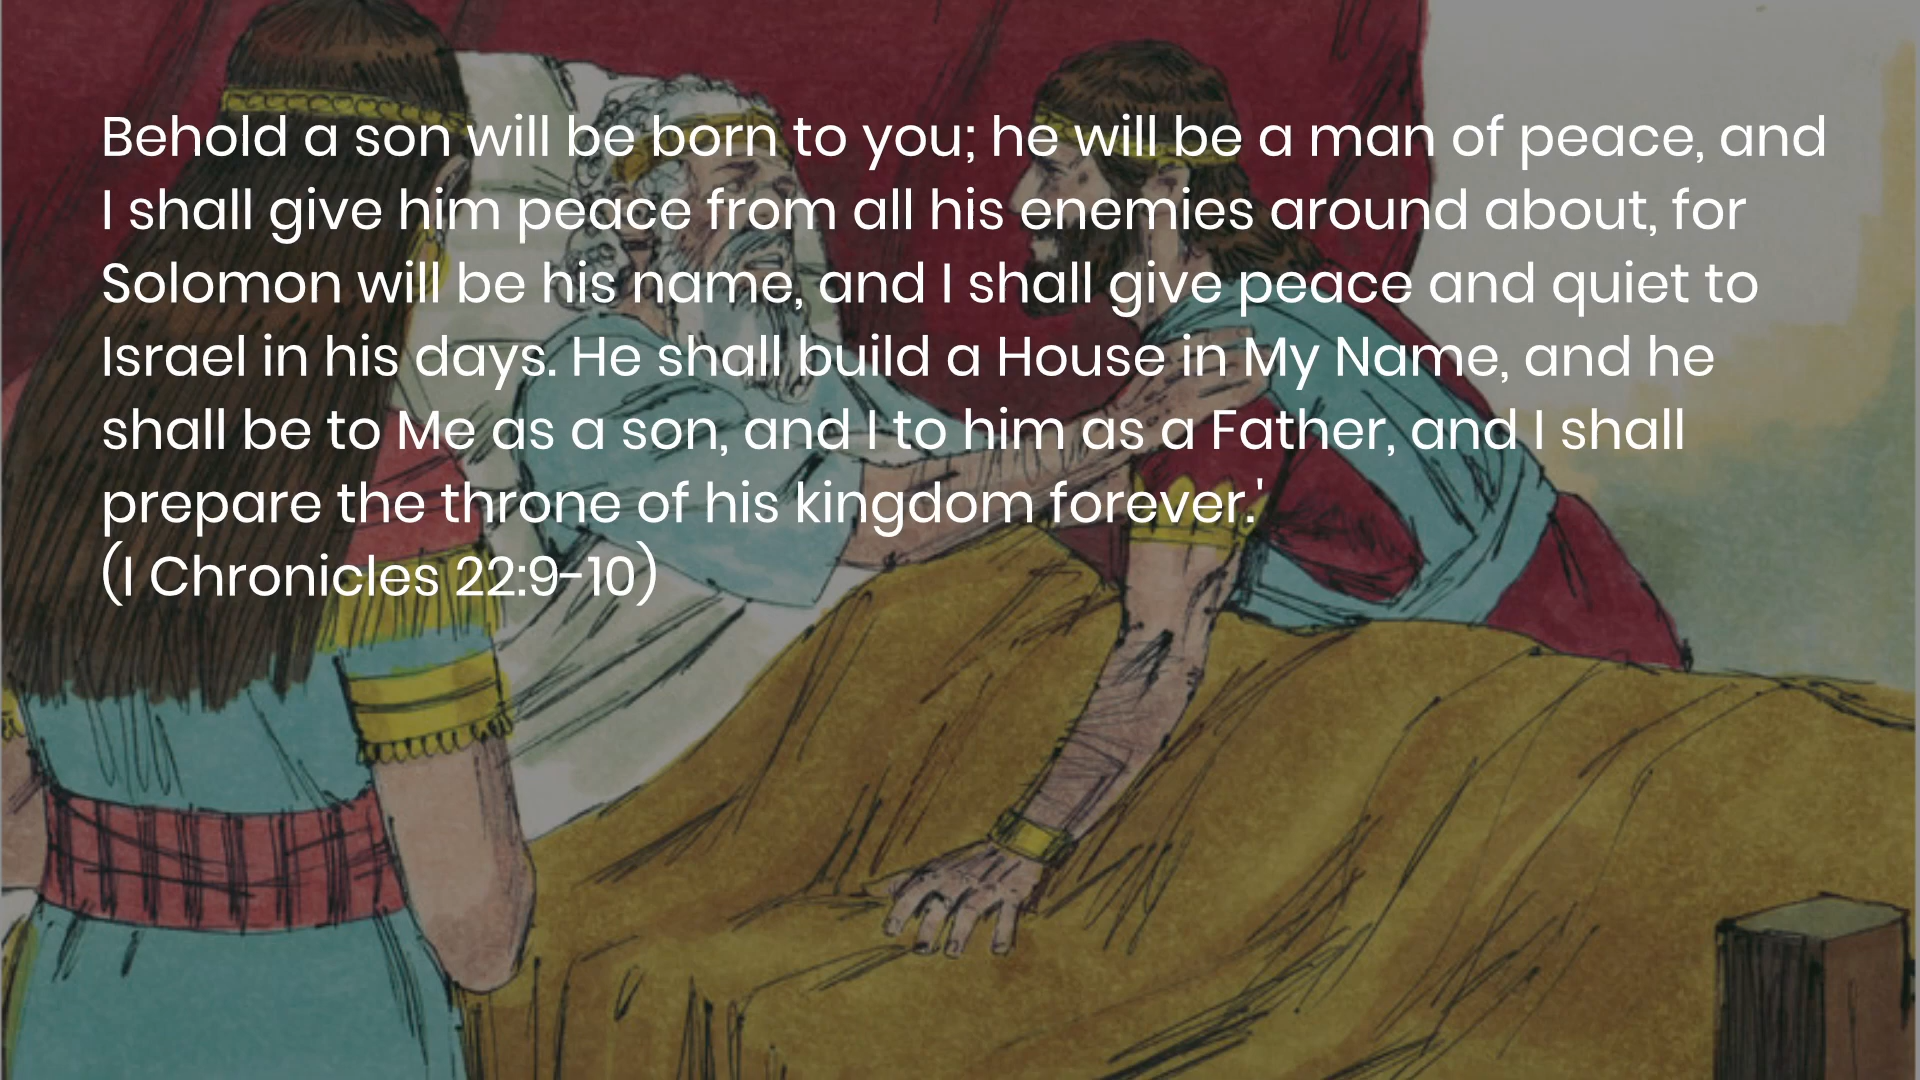 Behold a son will be born to you; he will be a man of peace, and
I shall give him peace from all his enemies around about, for
Solomon will be his name, and I shall give peace and quiet to
Israel in his days. He shall build a House in My Name, and he
shall be to Me as a son, and I to him as a Father, and I shall
prepare the throne of his kingdom forever.'
(I Chronicles 22:9-10)